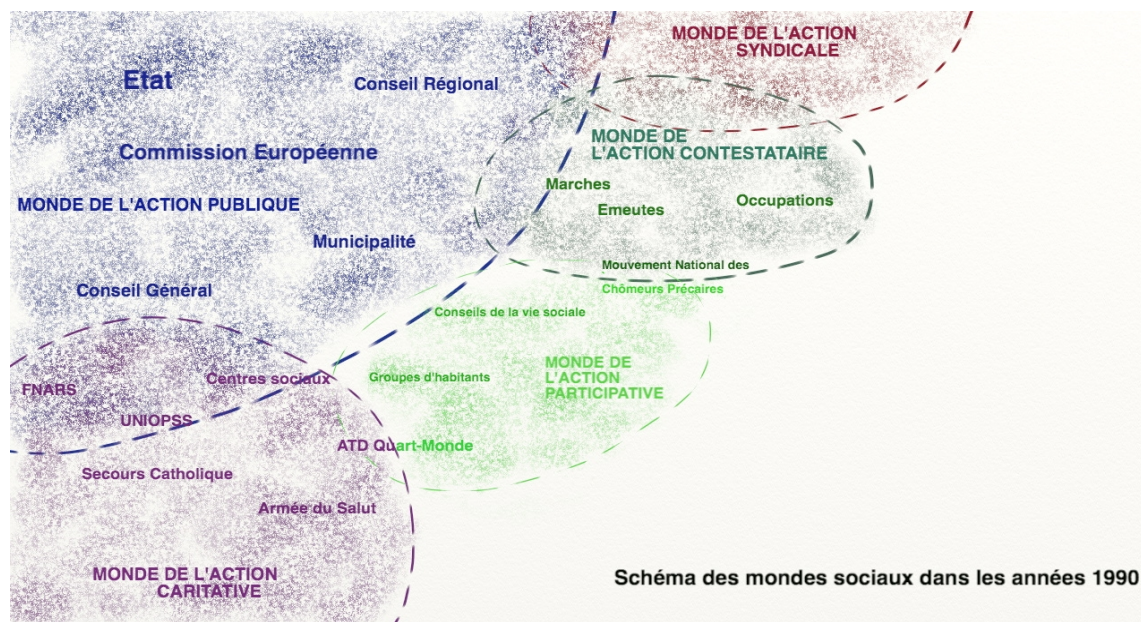 MONDE DE L'ACTION
SYNDICALE
Etat
Conseil Régional
MONDE DE
L'ACTION CONTESTATAIRE
Commission Européenne
Marches
Occupations
MONDE DE L'ACTION PUBLIQUE
Emeutes
Municipalité
Mouvement National des
Chômeurs Précaires
Conseil Général
Conseils de la vie sociale
MONDE DE
L'ACTION
PARTICIPATIVE
Groupes d'habitants
Centres sociaux
FNARS
UNIOPSS
ATD Quart-Monde
Secours Catholique
Armée du Salut
MONDE DE L'ACTION
CARITATIVE
Schéma des mondes sociaux dans les années 1990